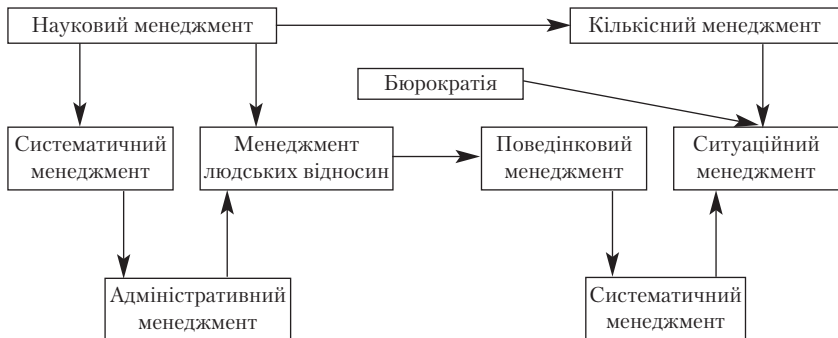 Науковий менеджмент
Кількісний менеджмент
Бюрократія
Систематичний
менеджмент
Менеджмент
людських відносин
Поведінковий
менеджмент
Ситуаційний
менеджмент
Адміністративний
менеджмент
Систематичний
менеджмент